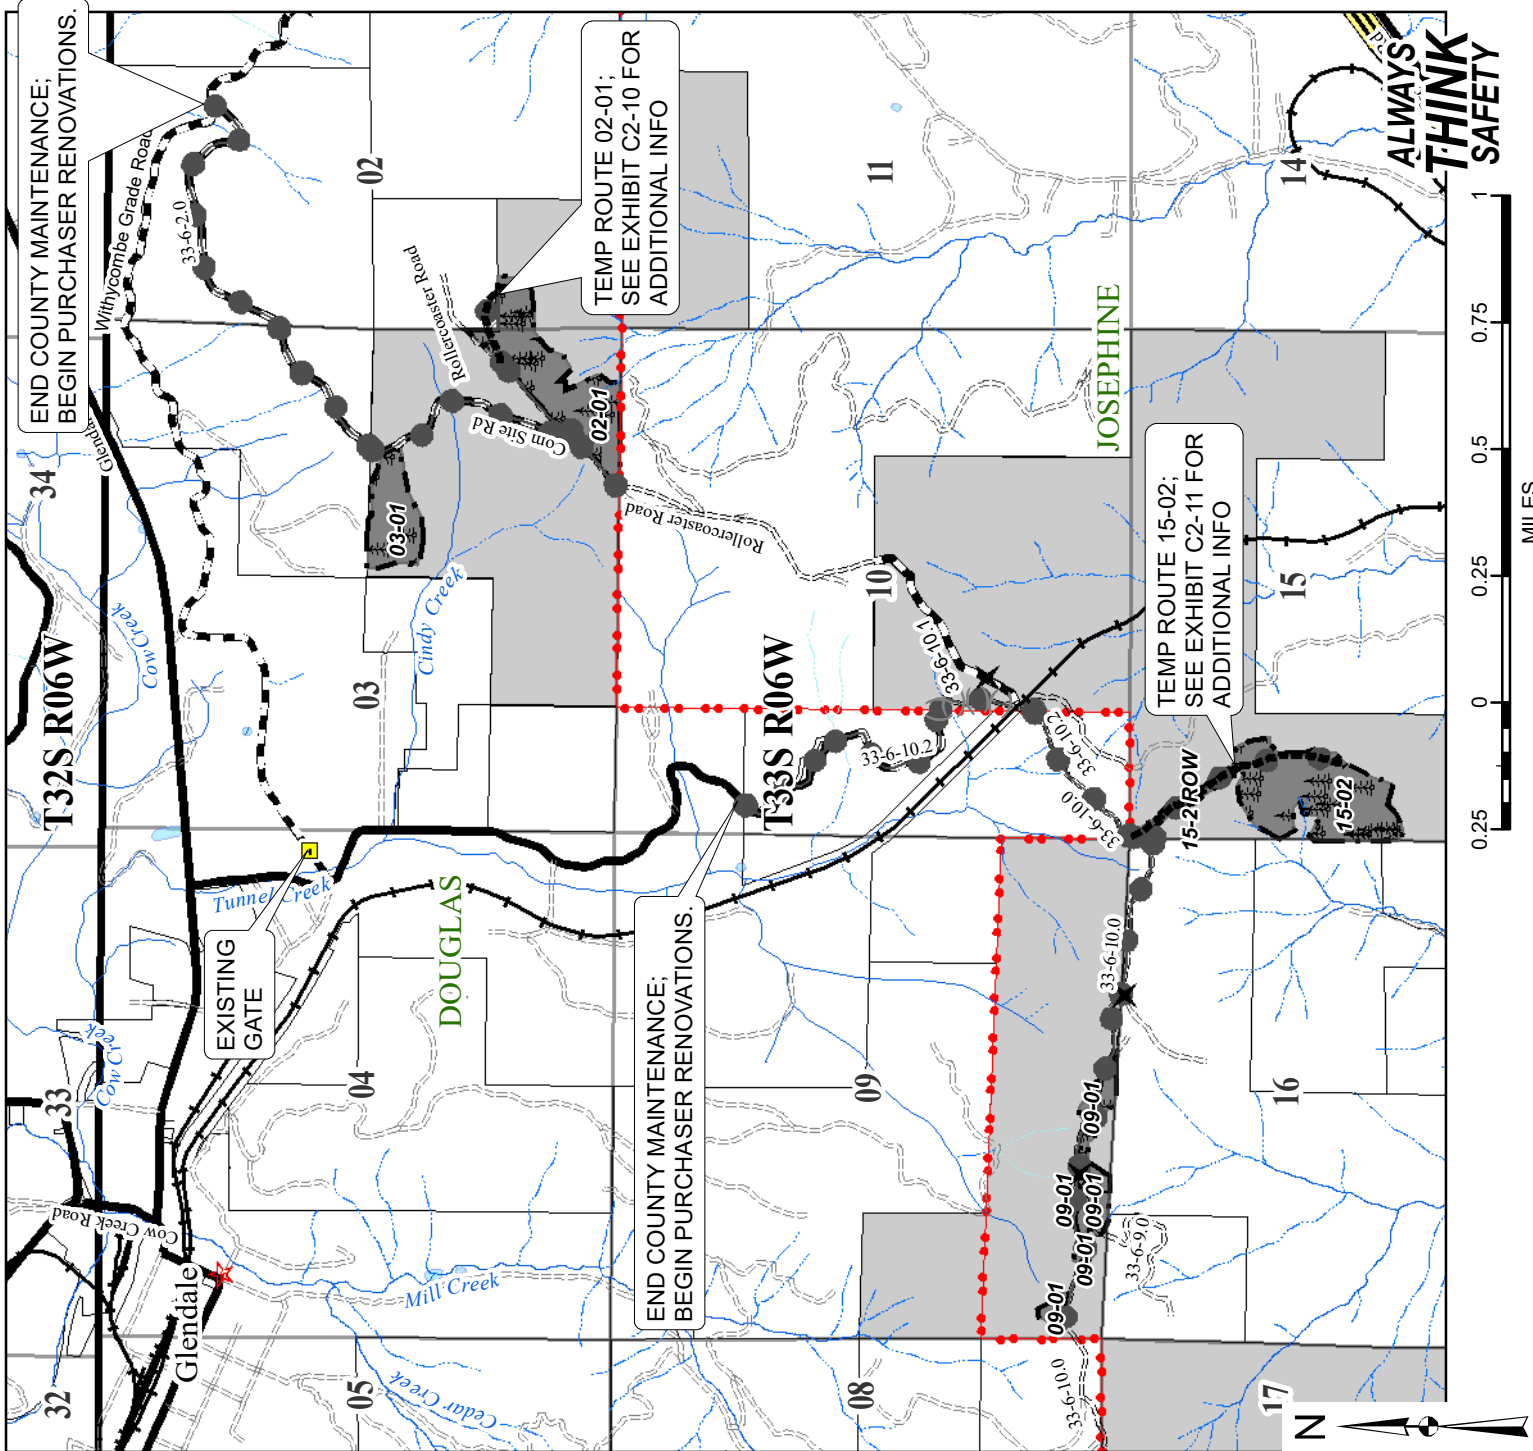 END COUNTY MAINTENANCE;
BEGIN PURCHASER RENOVATIONS.
Withycombe Grade Road
33-6-2.0
02
Rollercoaster Road
TEMP ROUTE 02-01;
SEE EXHIBIT C2-10 FOR
ADDITIONAL INFO
11
14
ALWAYS
THINK
SAFETY
34
T32S R06W
Cow Creek
03
03-01
Cindy Creek
Rollercoaster Road
Com Site Rd
02-01
Rollercoaster Road
10
33-6-10.1
JOSEPHINE
T33S R06W
33-6-10.2
33-6-10.2
33-6-10.0
15-2 ROW
TEMP ROUTE 15-02;
SEE EXHIBIT C2-11 FOR
ADDITIONAL INFO
15
15-02
EXISTING
GATE
Tunnel Creek
DOUGLAS
END COUNTY MAINTENANCE;
BEGIN PURCHASER RENOVATIONS.
33
Cow Creek
04
09
33-6-10.0
16
09-01
09-01
09-01
09-01
09-01
33-6-9.0
Cow Creek Road
Glendale
Mill Creek
32
05
Cedar Creek
08
33-6-10.0
17
N
0.25
0
0.25
0.5
0.75
1
MILES